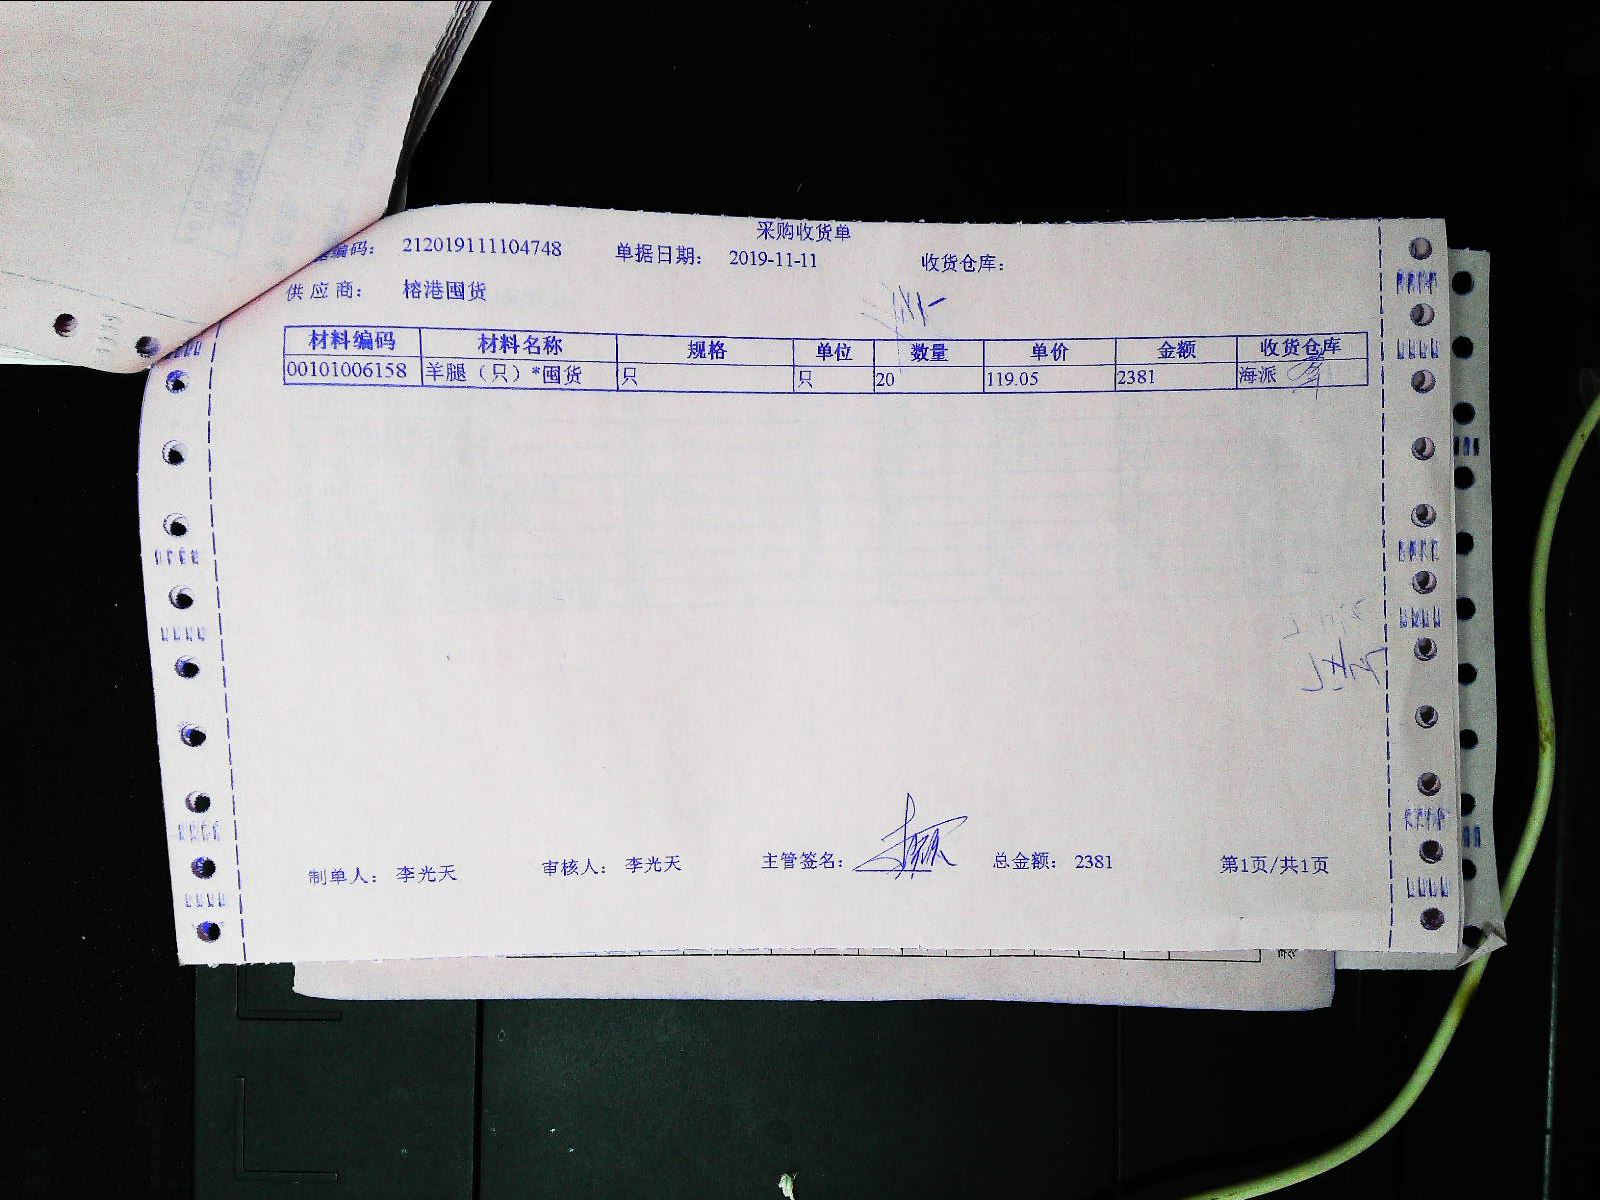 采购收货单
编码: 212019111104748 单据日期: 2019-11-11 收货仓库:
供应商: 榕港囤货
材料编码 材料名称 规格 单位 数量 单价 金额 收货仓库
00101006158 羊腿(只)*囤货 只 只 20 119.05 2381 海派
制单人: 李光天 审核人: 李光天 主管签名: 总金额: 2381 第1页/共1页